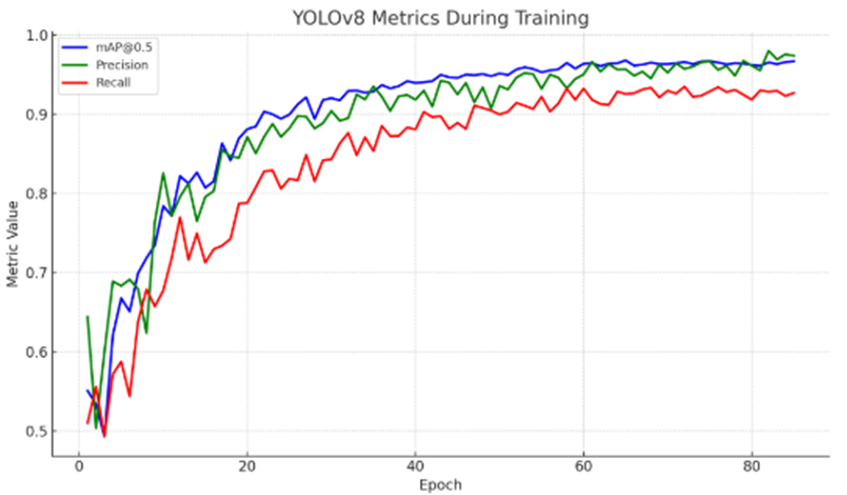 YOLOv8 Metrics During Training
mAP@0.5
Precision
Recall
Metric Value
1.0
0.9
0.8
0.7
0.6
0.5
0 20 40 60 80
Epoch